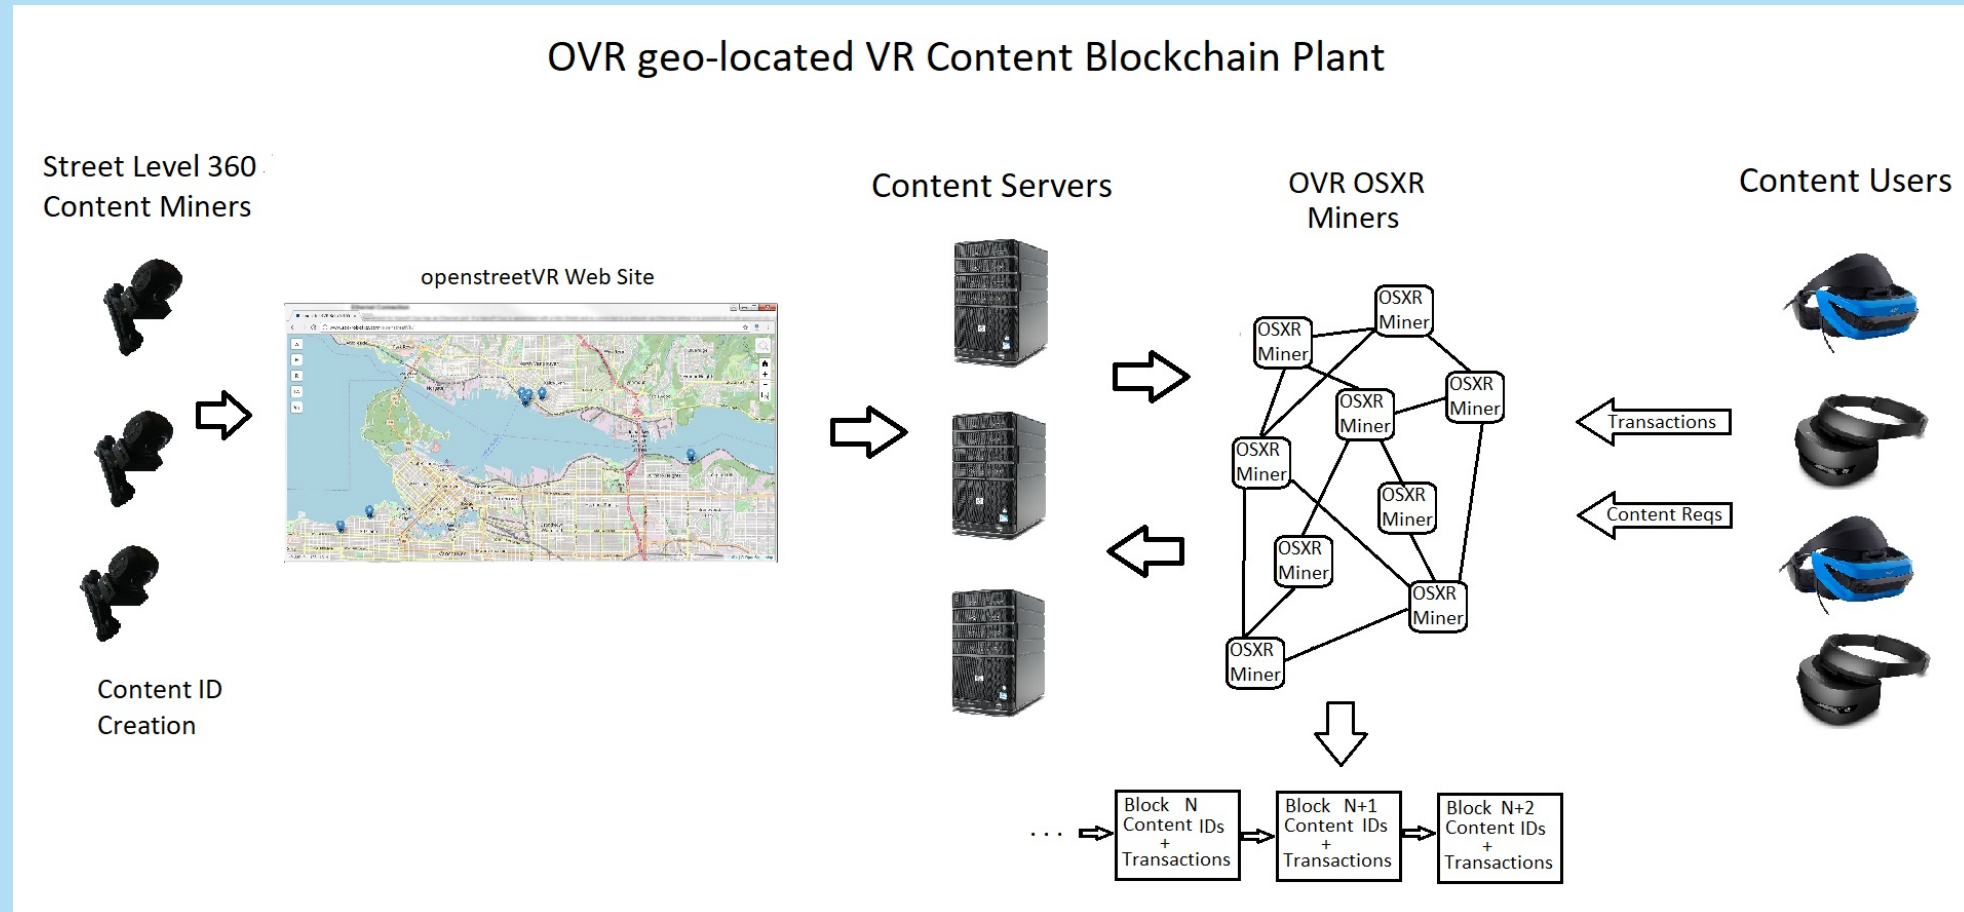 OVR geo-located VR Content Blockchain Plant
Street Level 360
Content Miners
Content ID
Creation
openstreetVR Web Site
North Vancouver
Vancouver
Content Servers
OVR OSXR
Miners
OSXR
Miner
OSXR
Miner
OSXR
Miner
OSXR
Miner
OSXR
Miner
OSXR
Miner
OSXR
Miner
OSXR
Miner
OSXR
Miner
Content Users
Transactions
Content Reqs
. . .
Block N
Content IDs
+
Transactions
Block N+1
Content IDs
+
Transactions
Block N+2
Content IDs
+
Transactions